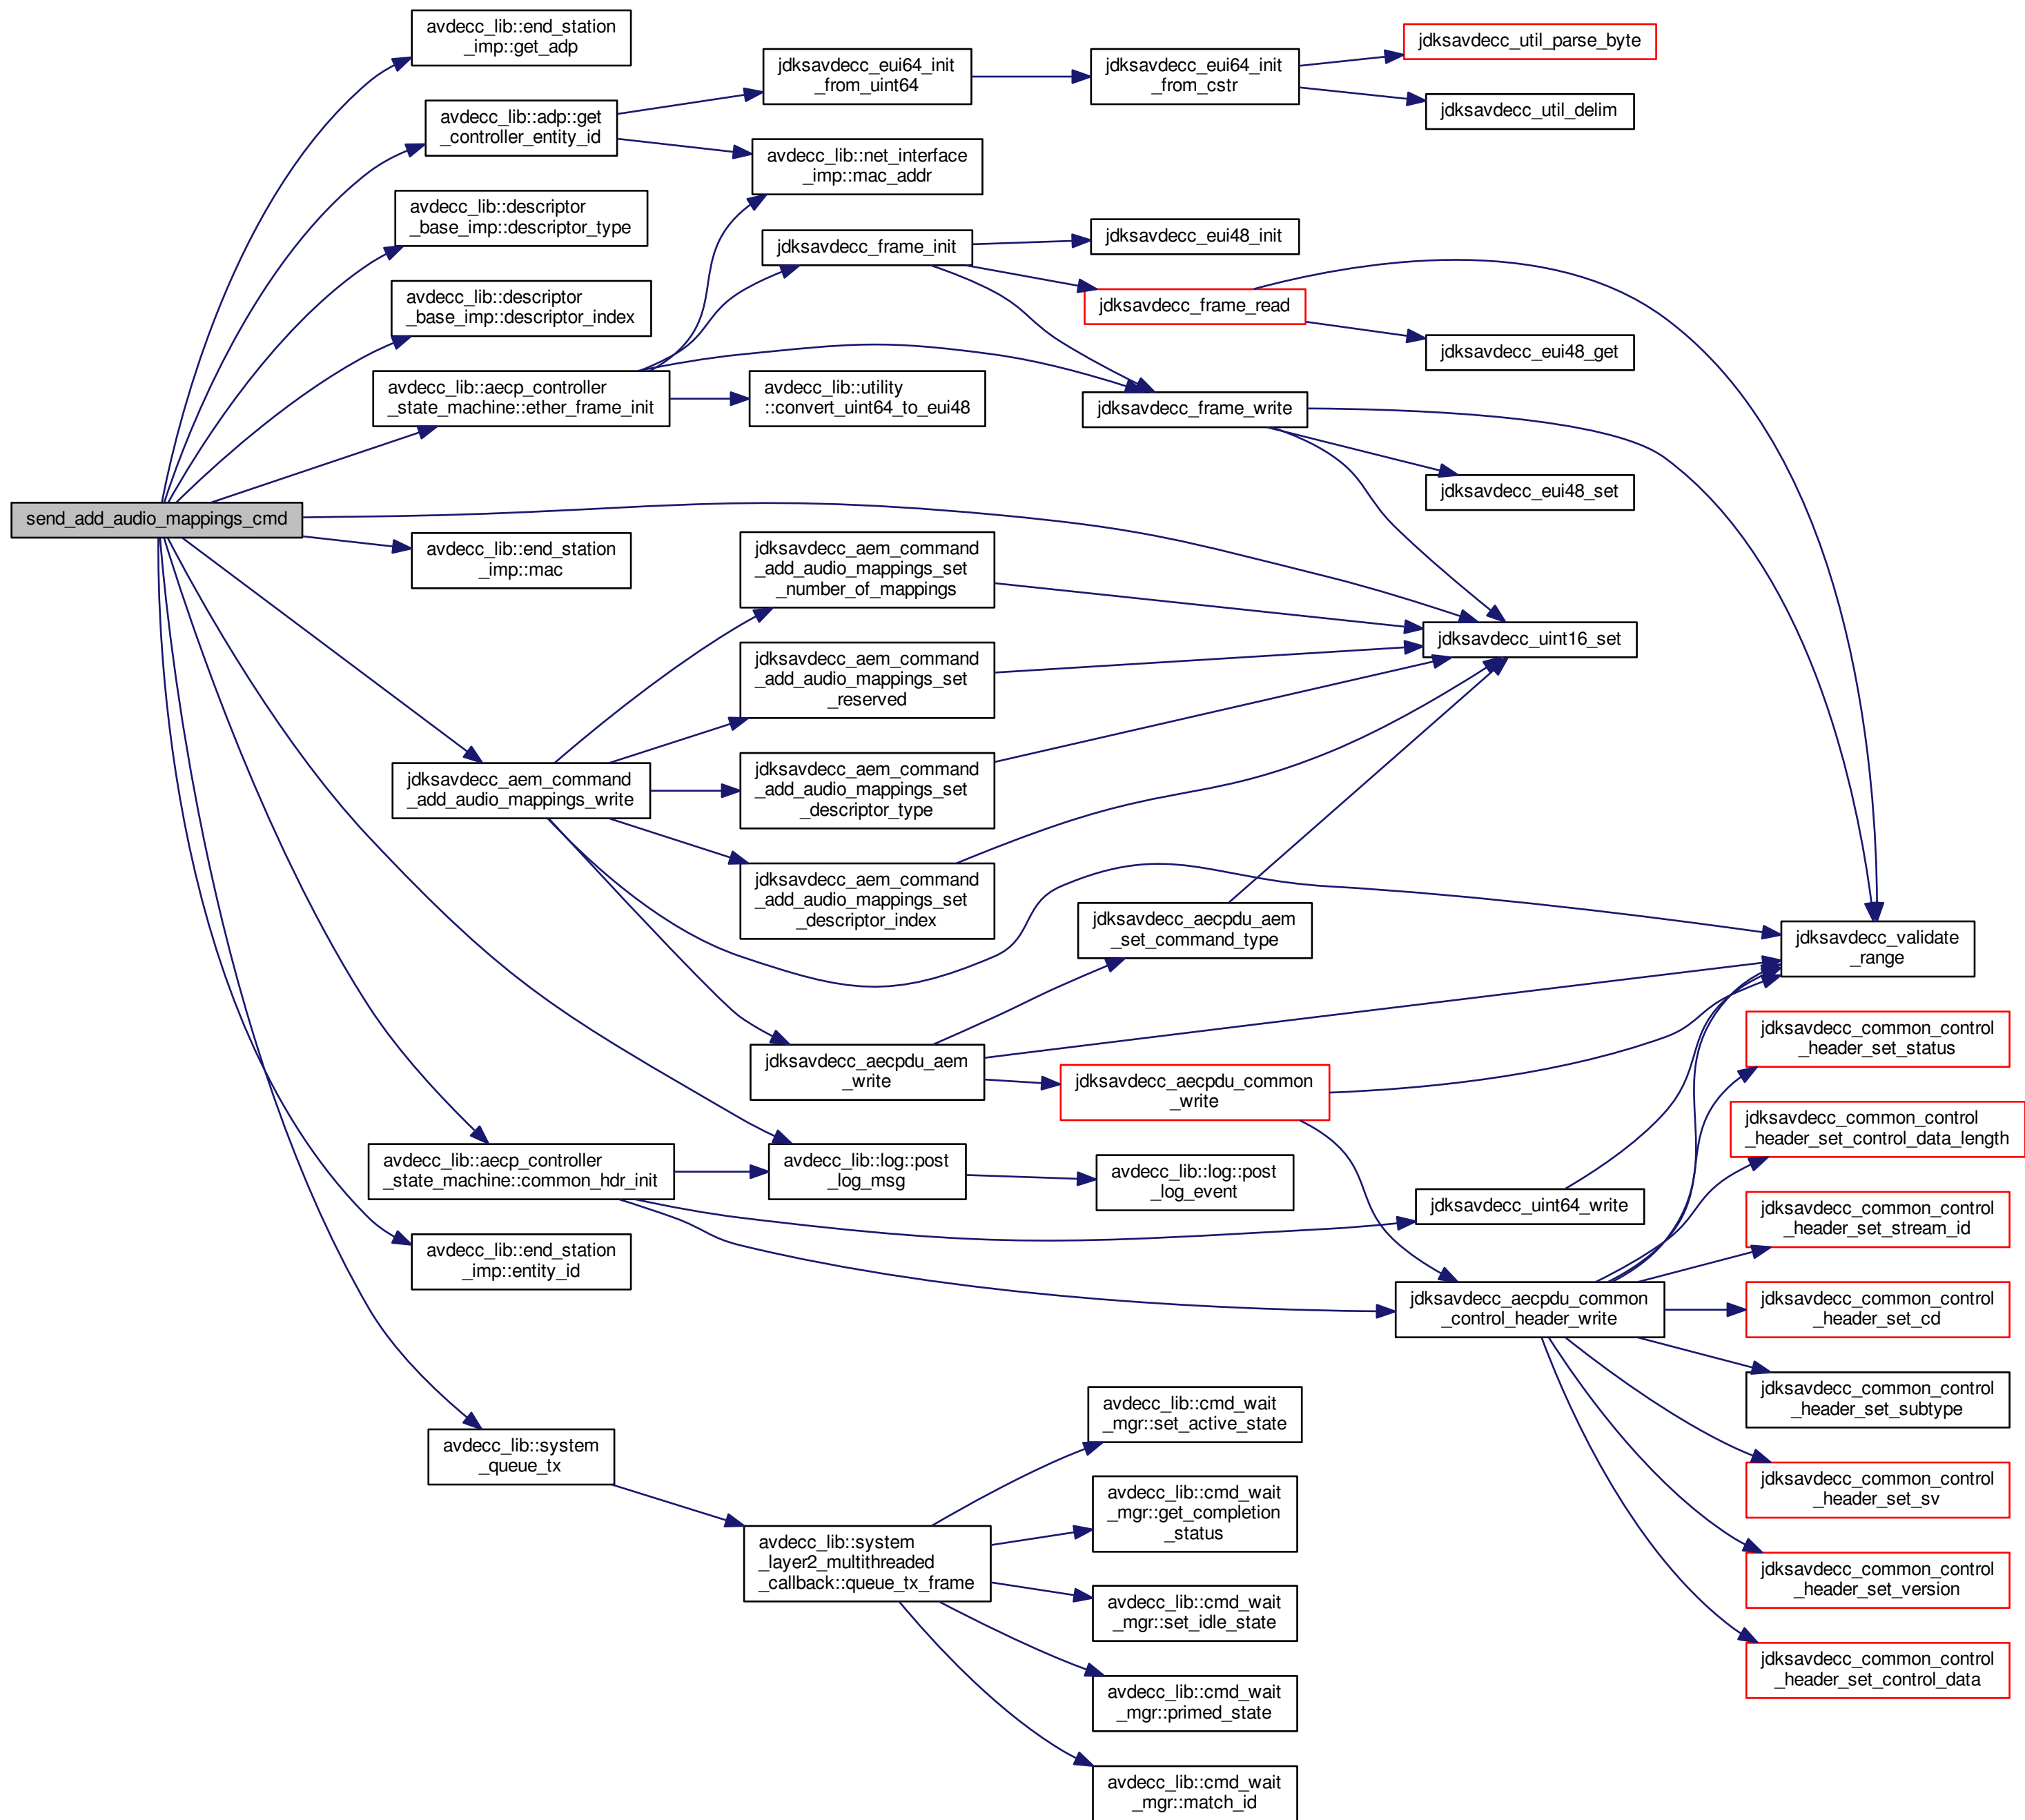 avdecc_lib::end_station
_imp::get_adp
avdecc_lib::adp::get
_controller_entity_id
avdecc_lib::descriptor
_base_imp::descriptor_type
avdecc_lib::descriptor
_base_imp::descriptor_index
avdecc_lib::aecp_controller
_state_machine::ether_frame_init
send_add_audio_mappings_cmd
avdecc_lib::end_station
_imp::mac
jdksavdecc_aem_command
_add_audio_mappings_write
avdecc_lib::aecp_controller
_state_machine::common_hdr_init
avdecc_lib::end_station
_imp::entity_id
avdecc_lib::system
_queue_tx
jdksavdecc_eui64_init
_from_uint64
avdecc_lib::net_interface
_imp::mac_addr
jdksavdecc_frame_init
avdecc_lib::utility
::convert_uint64_to_eui48
jdksavdecc_aem_command
_add_audio_mappings_set
_number_of_mappings
jdksavdecc_aem_command
_add_audio_mappings_set
_reserved
jdksavdecc_aem_command
_add_audio_mappings_set
_descriptor_type
jdksavdecc_aem_command
_add_audio_mappings_set
_descriptor_index
jdksavdecc_aecpdu_aem
_write
avdecc_lib::log::post
_log_msg
avdecc_lib::system
_layer2_multithreaded
_callback::queue_tx_frame
jdksavdecc_eui64_init
_from_cstr
jdksavdecc_eui48_init
jdksavdecc_frame_read
jdksavdecc_frame_write
jdksavdecc_aecpdu_aem
_set_command_type
jdksavdecc_aecpdu_common
_write
avdecc_lib::log::post
_log_event
avdecc_lib::cmd_wait
_mgr::set_active_state
avdecc_lib::cmd_wait
_mgr::get_completion
_status
avdecc_lib::cmd_wait
_mgr::set_idle_state
avdecc_lib::cmd_wait
_mgr::primed_state
avdecc_lib::cmd_wait
_mgr::match_id
jdksavdecc_util_parse_byte
jdksavdecc_util_delim
jdksavdecc_eui48_get
jdksavdecc_eui48_set
jdksavdecc_uint16_set
jdksavdecc_uint64_write
jdksavdecc_aecpdu_common
_control_header_write
jdksavdecc_validate
_range
jdksavdecc_common_control
_header_set_status
jdksavdecc_common_control
_header_set_control_data_length
jdksavdecc_common_control
_header_set_stream_id
jdksavdecc_common_control
_header_set_cd
jdksavdecc_common_control
_header_set_subtype
jdksavdecc_common_control
_header_set_sv
jdksavdecc_common_control
_header_set_version
jdksavdecc_common_control
_header_set_control_data